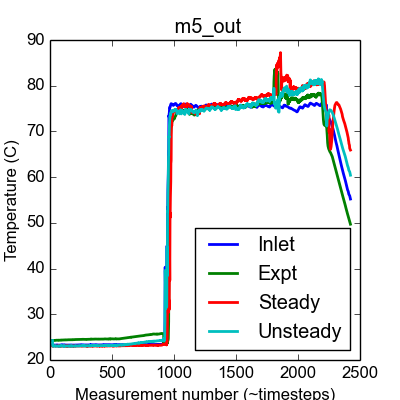 m5_out
90
80
70
60
50
40
30
20
Temperature (C)
Inlet
Expt
Steady
Unsteady
0 500 1000 1500 2000 2500
Measurement number (~timesteps)